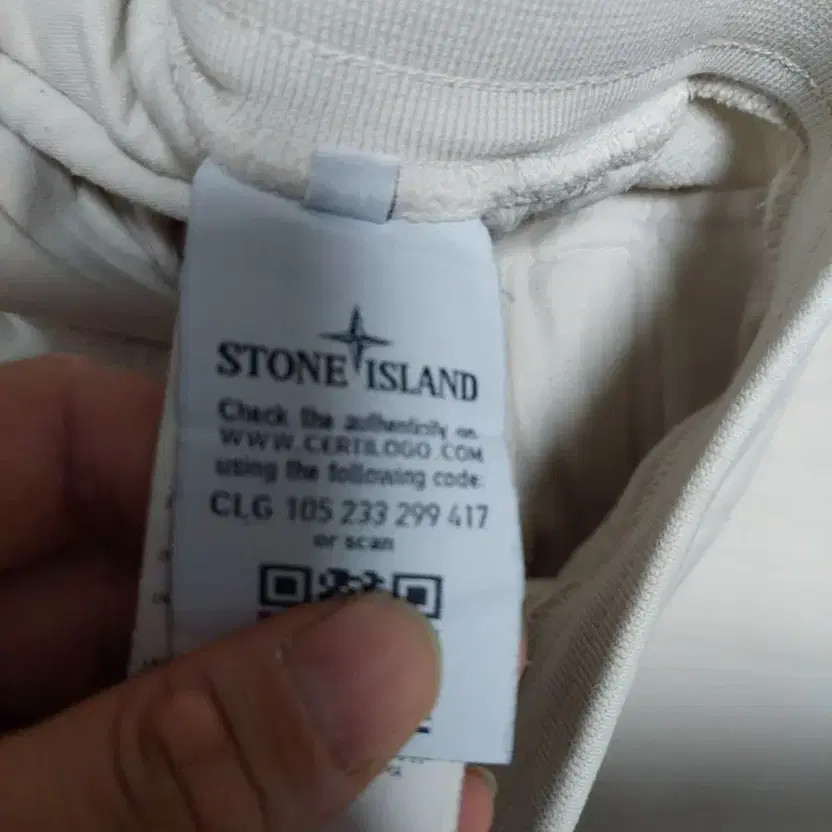 STONE ISLAND
Check the authenticity on
WWW.CERTILOGO.COM
using the following code:
CLG 105 233 299 417
or scan